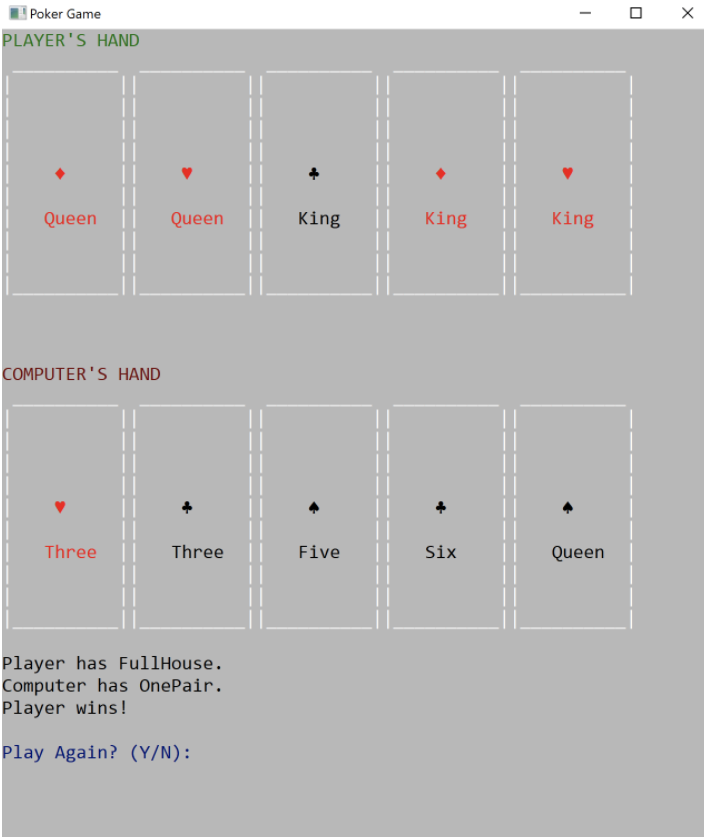 Poker Game
PLAYER'S HAND
♦ ♥ ♣ ♦ ♥
Queen Queen King King King
COMPUTER'S HAND
♥ ♣ ♠ ♣ ♠
Three Three Five Six Queen
Player has FullHouse.
Computer has OnePair.
Player wins!
Play Again? (Y/N):